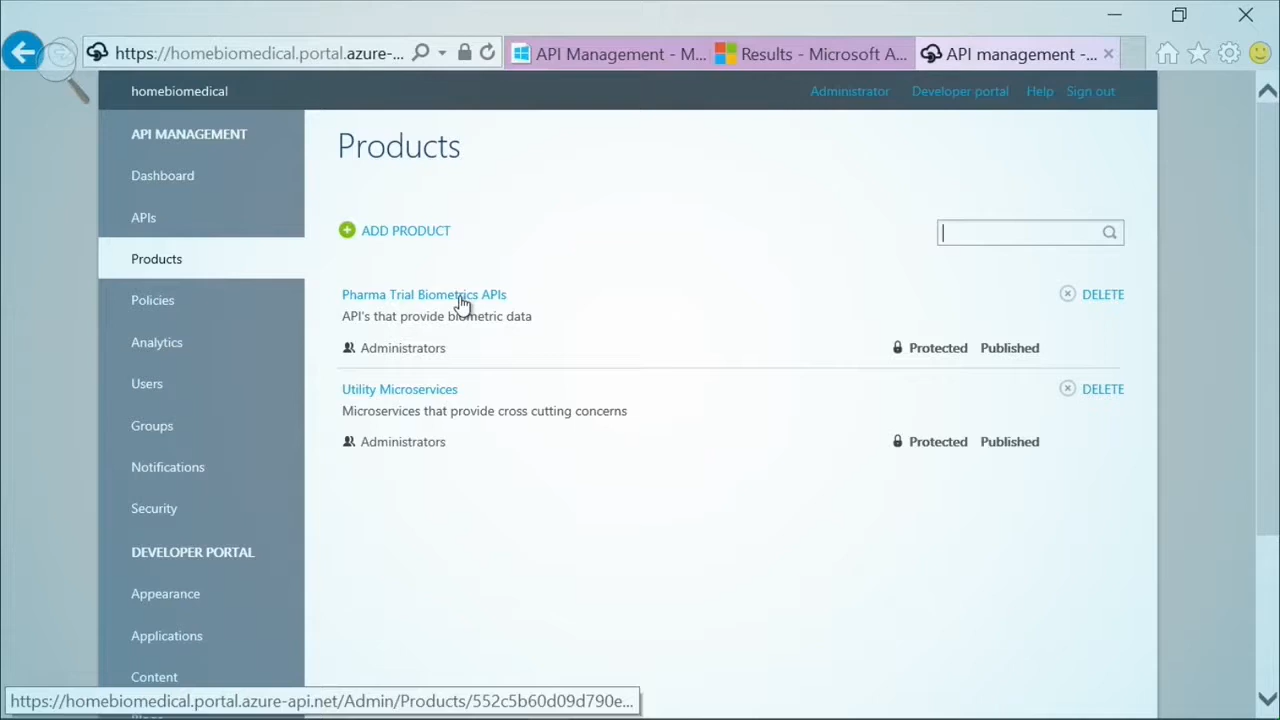 https://homebiomedical.portal.azure-...
API Management - M...
Results - Microsoft A...
API management -...
homebiomedical
Administrator
Developer portal
Help
Sign out
API MANAGEMENT
Dashboard
APIs
Products
Policies
Analytics
Users
Groups
Notifications
Security
DEVELOPER PORTAL
Appearance
Applications
Content
Products
ADD PRODUCT
Pharma Trial Biometrics APIs
DELETE
API's that provide biometric data
Administrators
Protected Published
Utility Microservices
DELETE
Microservices that provide cross cutting concerns
Administrators
Protected Published
https://homebiomedical.portal.azure-api.net/Admin/Products/552c5b60d09d790e...